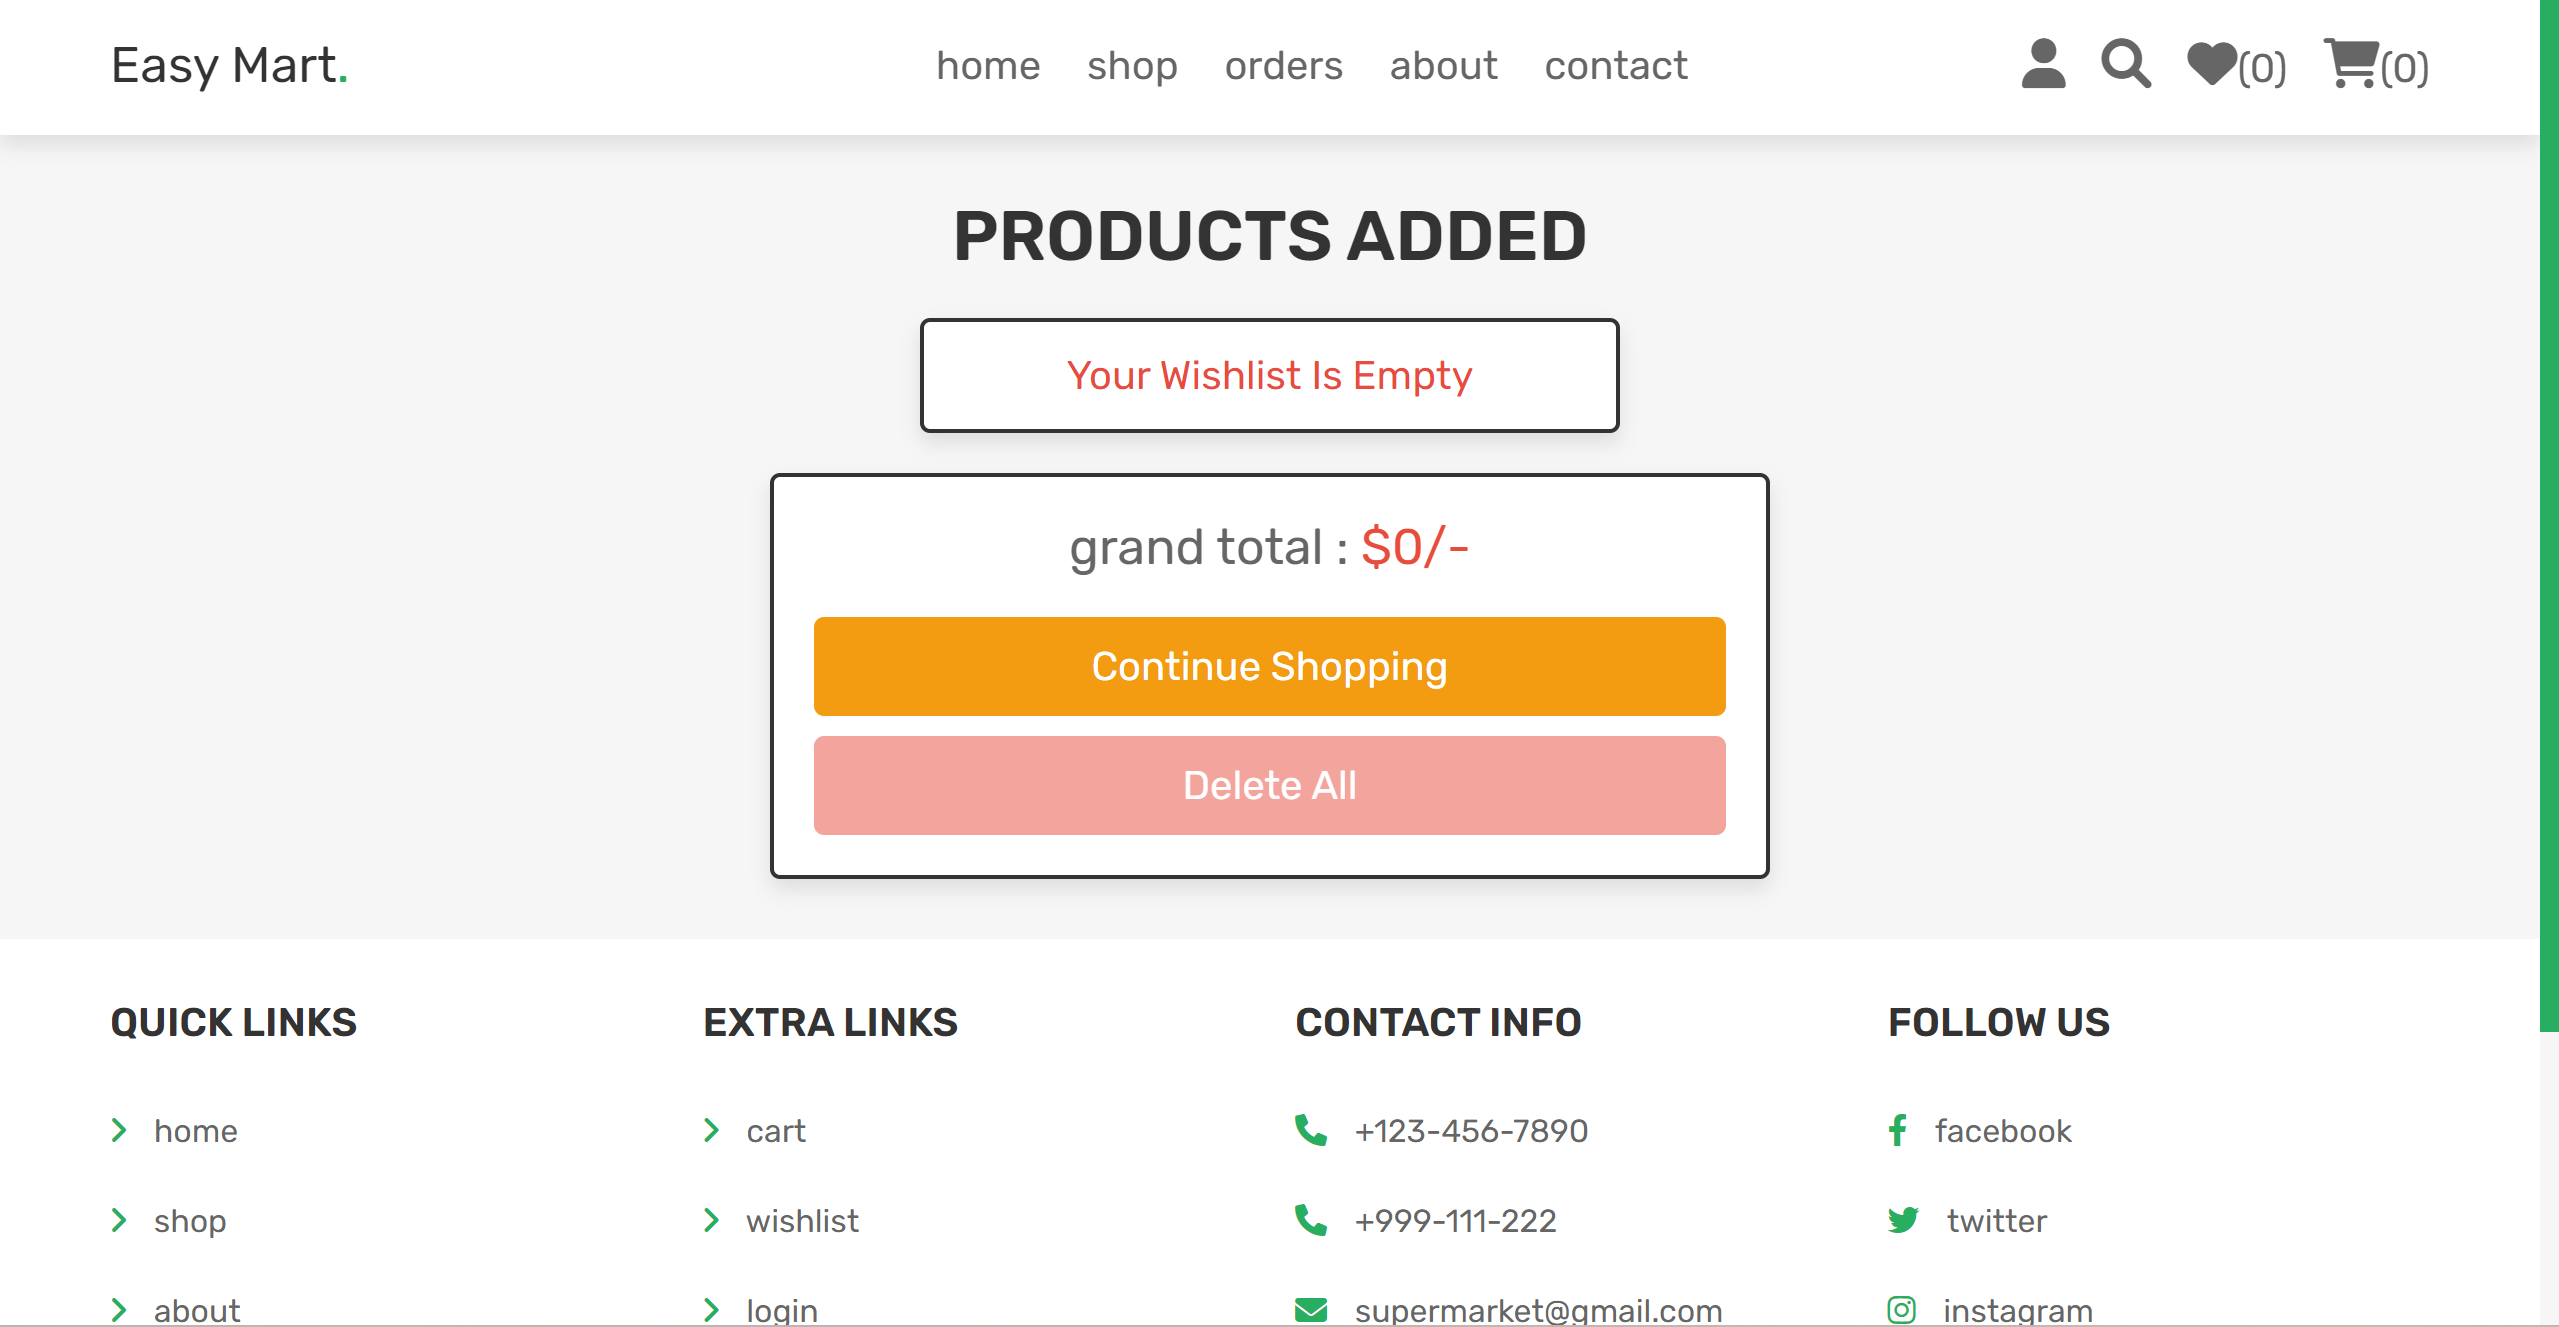 Easy Mart.
home shop orders about contact
(0) (0)
PRODUCTS ADDED
Your Wishlist Is Empty
grand total : $0/-
Continue Shopping
Delete All
QUICK LINKS
home
shop
about
EXTRA LINKS
cart
wishlist
login
CONTACT INFO
+123-456-7890
+999-111-222
supermarket@gmail.com
FOLLOW US
facebook
twitter
instagram